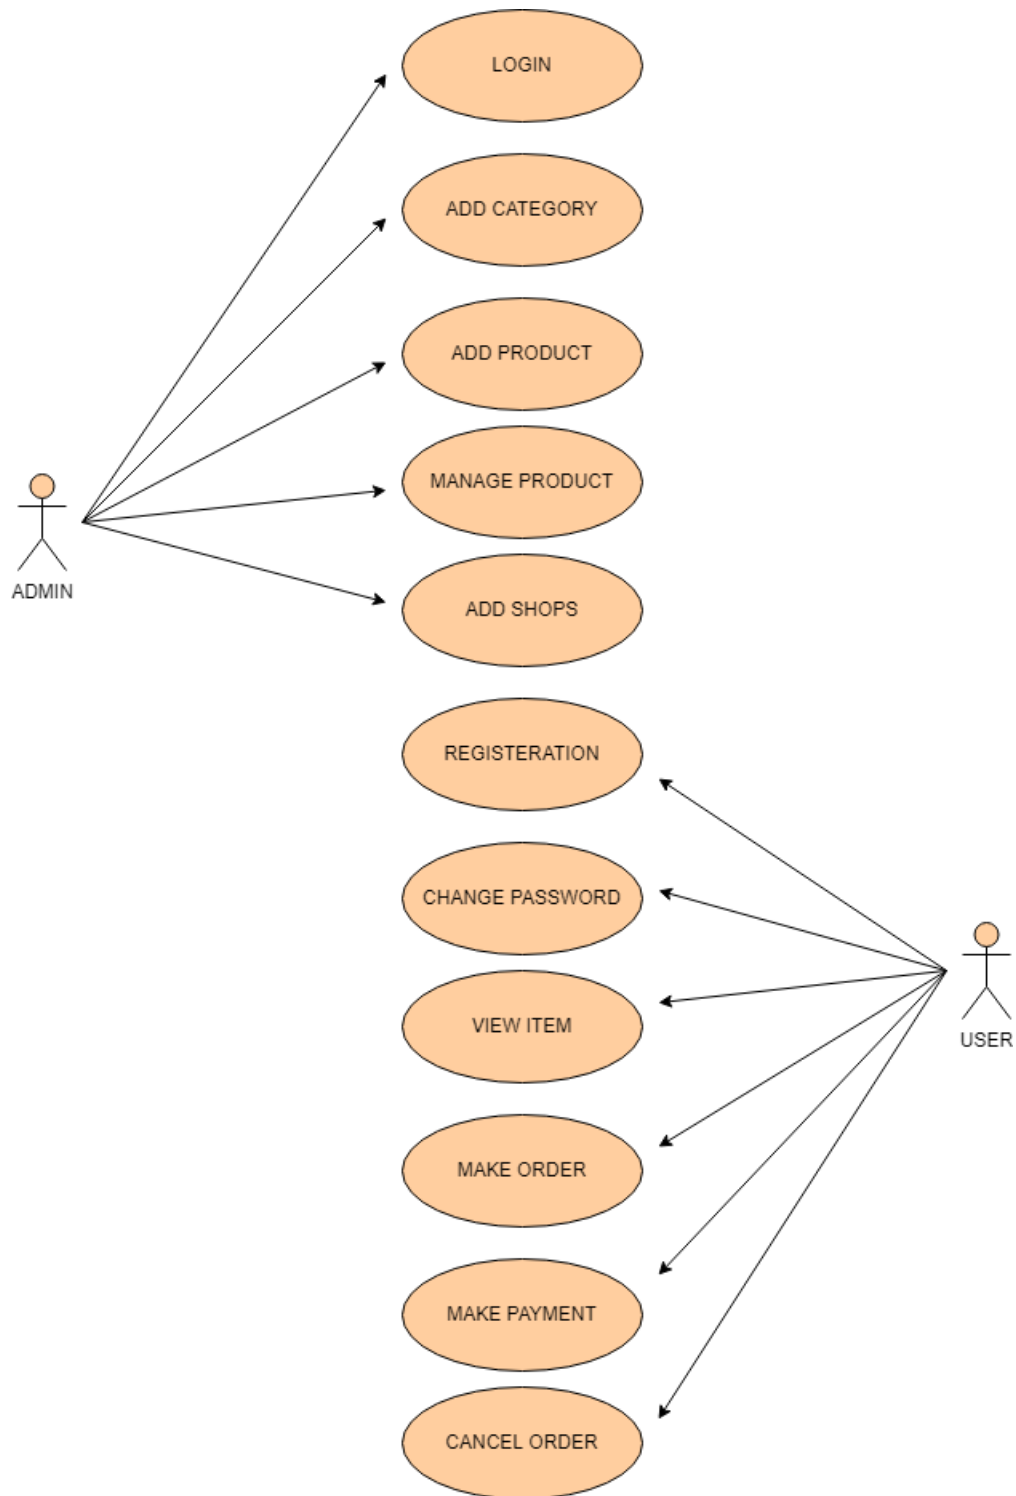 LOGIN
ADD CATEGORY
ADD PRODUCT
MANAGE PRODUCT
ADMIN
ADD SHOPS
REGISTERATION
CHANGE PASSWORD
VIEW ITEM
USER
MAKE ORDER
MAKE PAYMENT
CANCEL ORDER